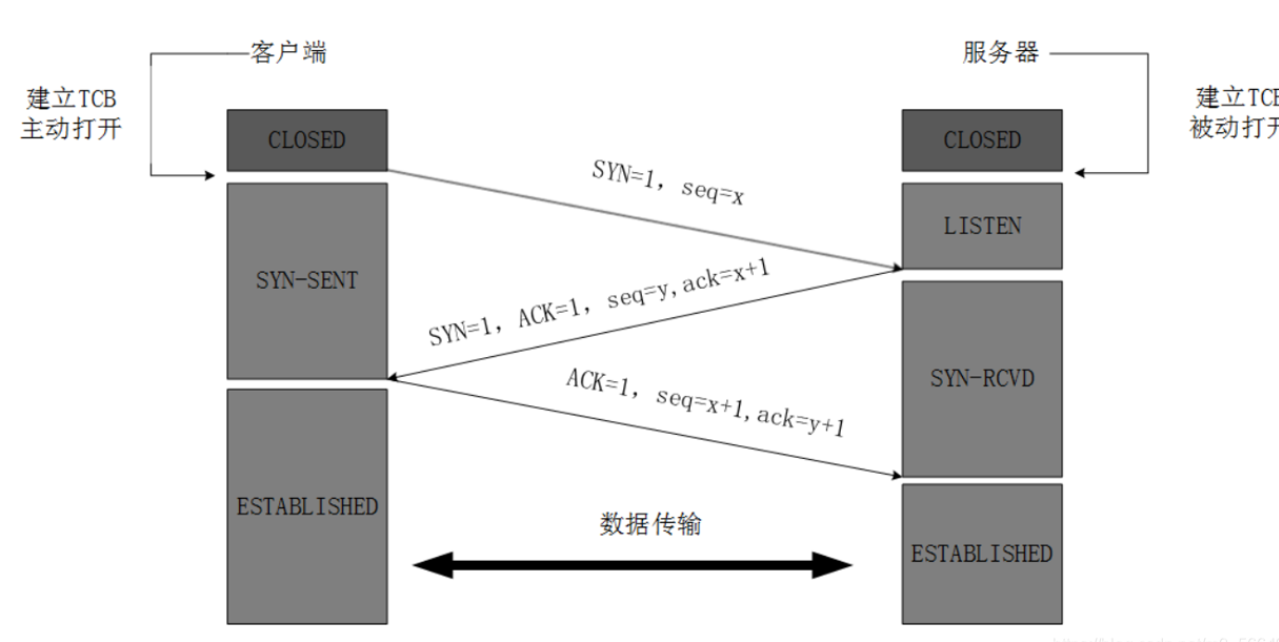 客户端
服务器
建立TCB
主动打开
建立TCB
被动打开
CLOSED
CLOSED
SYN=1, seq=x
LISTEN
SYN-SENT
SYN=1, ACK=1, seq=y,ack=x+1
SYN-RCVD
ACK=1, seq=x+1,ack=y+1
ESTABLISHED
数据传输
ESTABLISHED